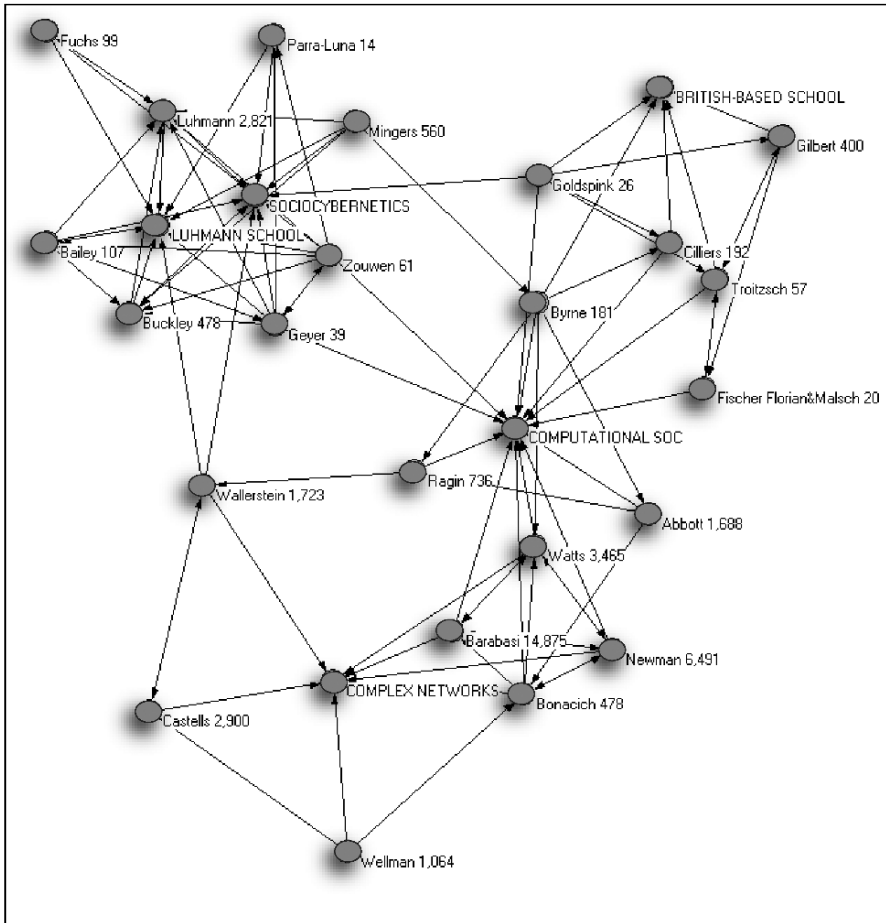 Fuchs 99
Parra-Luna 14
BRITISH-BASED SCHOOL
Luhmann 2,821
Mingers 560
Gilbert 400
Goldspink 26
SOCIOCYBERNETICS
LUHMANN SCHOOL
Bailey 107
Zouwen 61
Cilliers 192
Troitzsch 57
Buckley 478
Geyer 39
Byrne 181
Fischer Florian&Malsch 20
COMPUTATIONAL SOC
Ragin 736
Wallerstein 1,723
Abbott 1,688
Watts 3,465
Barabasi 14,875
Newman 6,491
COMPLEX NETWORKS
Bonacich 478
Castells 2,900
Wellman 1,064